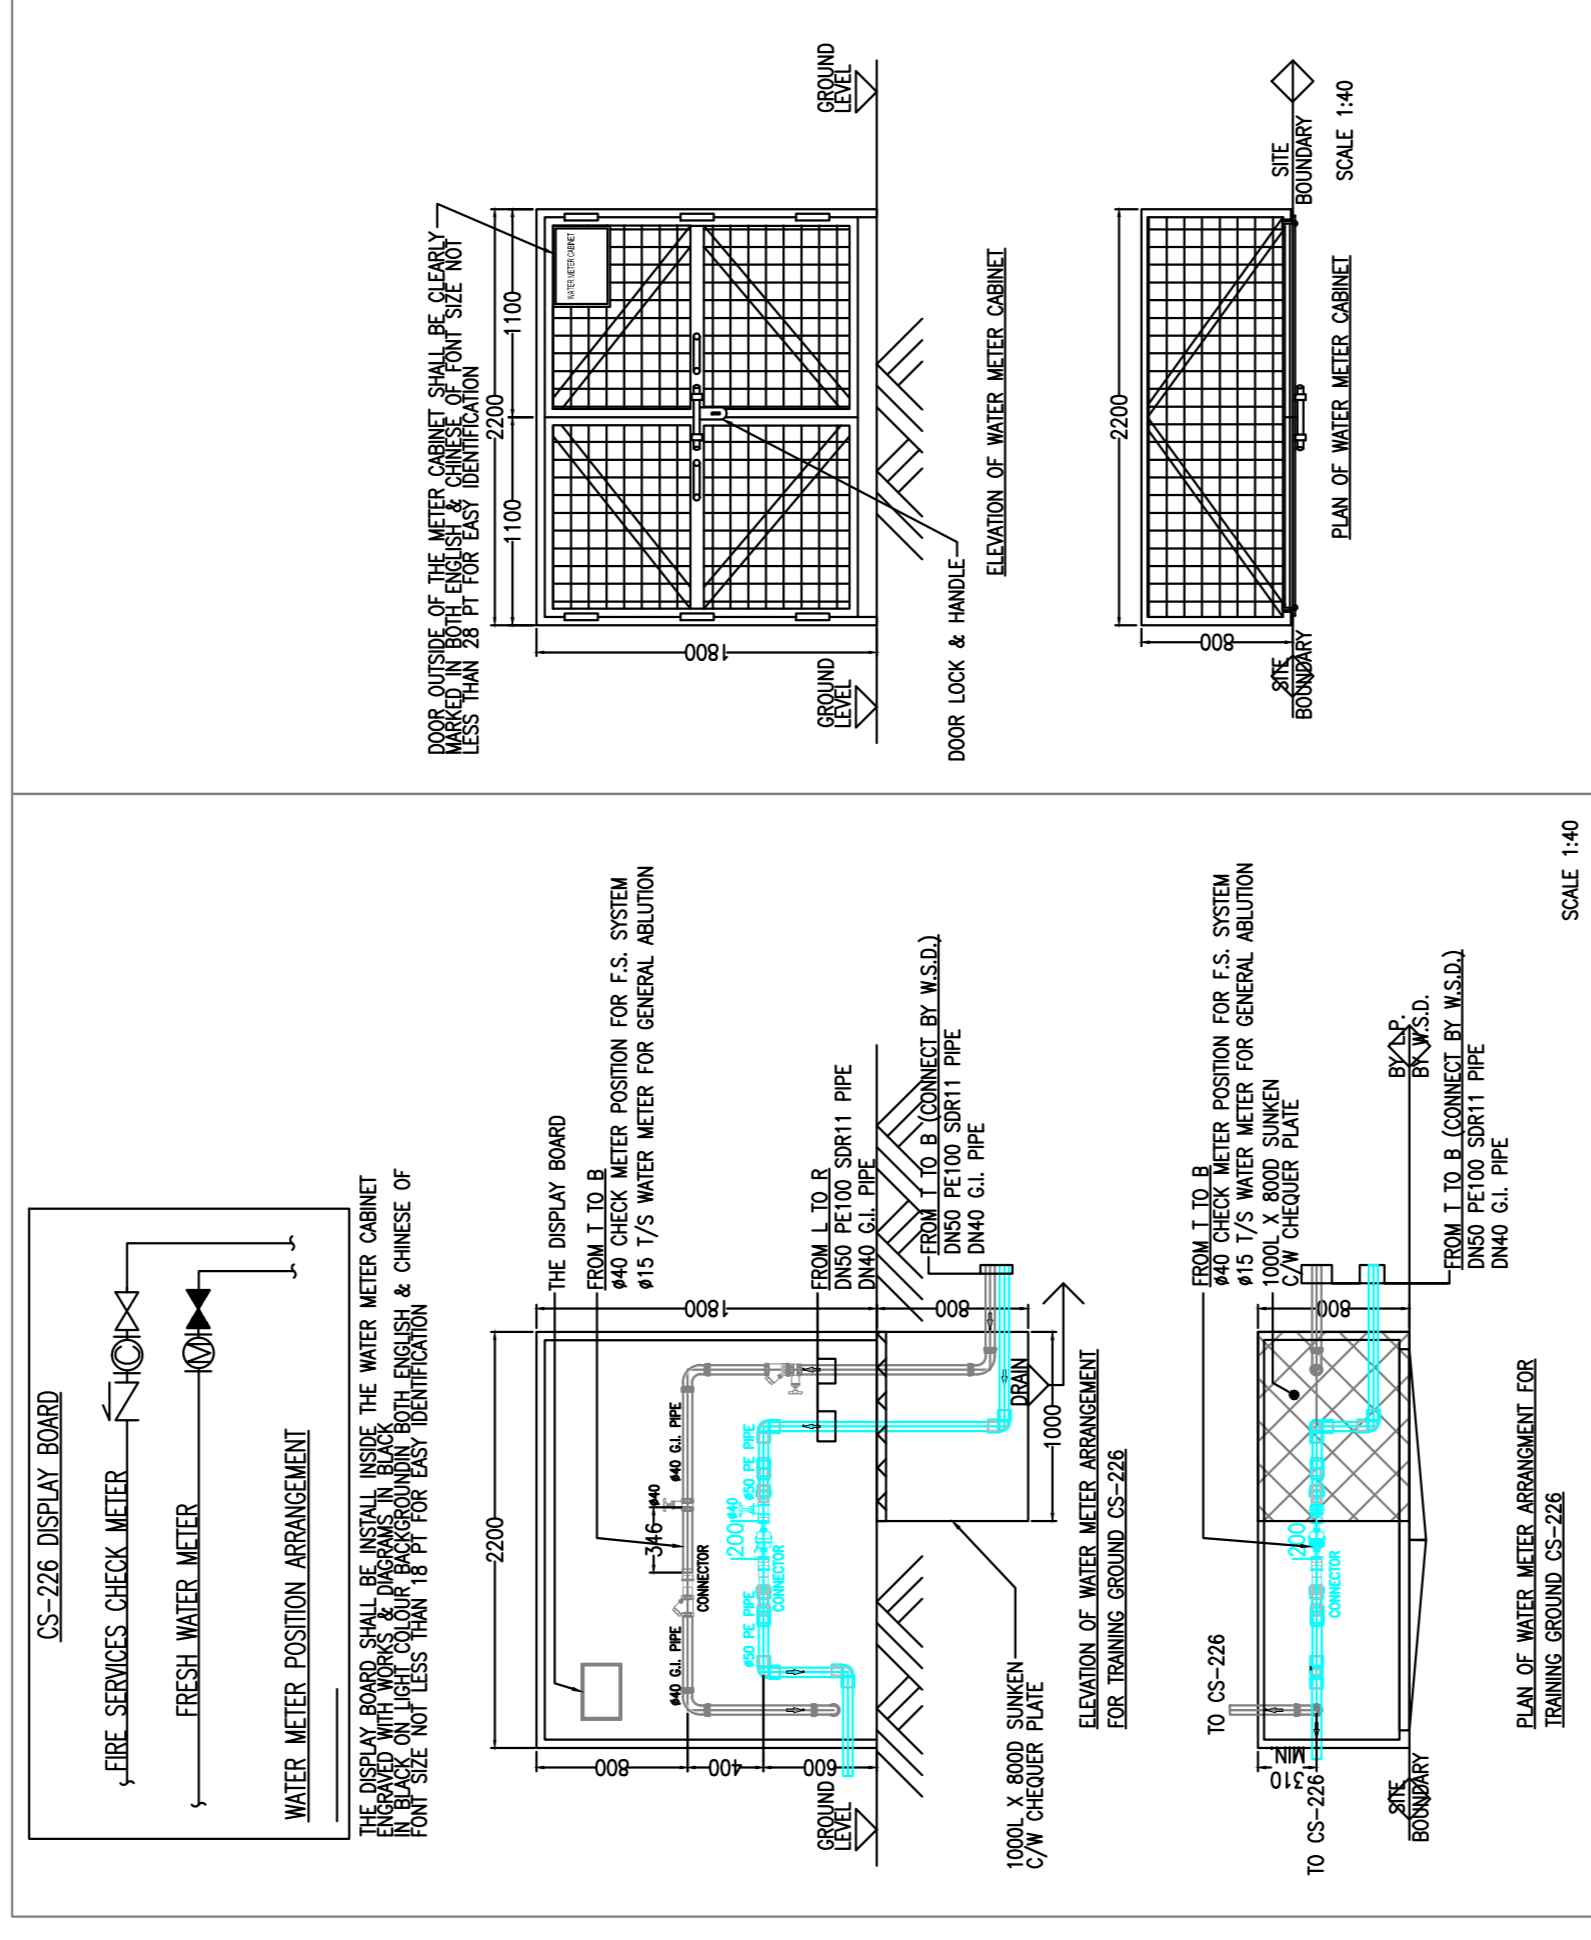 CS-226 DISPLAY BOARD
FIRE SERVICES CHECK METER
C
FRESH WATER METER
M
WATER METER POSITION ARRANGEMENT
THE DISPLAY BOARD SHALL BE INSTALL INSIDE THE WATER METER CABINET
ENGRAVED WITH WORKS & DIAGRAMS IN BLACK
IN BLACK ON LIGHT COLOUR BACKGROUNDIN BOTH ENGLISH & CHINESE OF
FONT SIZE NOT LESS THAN 18 PT FOR EASY IDENTIFICATION
2200
THE DISPLAY BOARD
FROM T TO B
ø40 CHECK METER POSITION FOR F.S. SYSTEM
ø15 T/S WATER METER FOR GENERAL ABLUTION
800
400
600
1800
800
ø40 G.I. PIPE
CONNECTOR
346
ø40
ø40 G.I. PIPE
ø50 PE PIPE
CONNECTOR
200
ø40
ø50 PE PIPE
FROM L TO R
DN50 PE100 SDR11 PIPE
DN40 G.I. PIPE
GROUND
LEVEL
FROM T TO B (CONNECT BY W.S.D.)
DN50 PE100 SDR11 PIPE
DN40 G.I. PIPE
1000L X 800D SUNKEN
C/W CHEQUER PLATE
DRAIN
1000
ELEVATION OF WATER METER ARRANGEMENT
FOR TRAINING GROUND CS-226
FROM T TO B
ø40 CHECK METER POSITION FOR F.S. SYSTEM
ø15 T/S WATER METER FOR GENERAL ABLUTION
1000L X 800D SUNKEN
C/W CHEQUER PLATE
TO CS-226
TO CS-226
310
MIN
200
CONNECTOR
800
SITE
BOUNDARY
BY L.P.
BY W.S.D.
FROM T TO B (CONNECT BY W.S.D.)
DN50 PE100 SDR11 PIPE
DN40 G.I. PIPE
PLAN OF WATER METER ARRANGMENT FOR
TRAINING GROUND CS-226
SCALE 1:40
DOOR OUTSIDE OF THE METER CABINET SHALL BE CLEARLY
MARKED IN BOTH ENGLISH & CHINESE OF FONT SIZE NOT
LESS THAN 28 PT FOR EASY IDENTIFICATION
2200
1100
1100
WATER METER CABINET
1800
GROUND
LEVEL
GROUND
LEVEL
DOOR LOCK & HANDLE
ELEVATION OF WATER METER CABINET
2200
800
SITE
BOUNDARY
SITE
BOUNDARY
PLAN OF WATER METER CABINET
SCALE 1:40